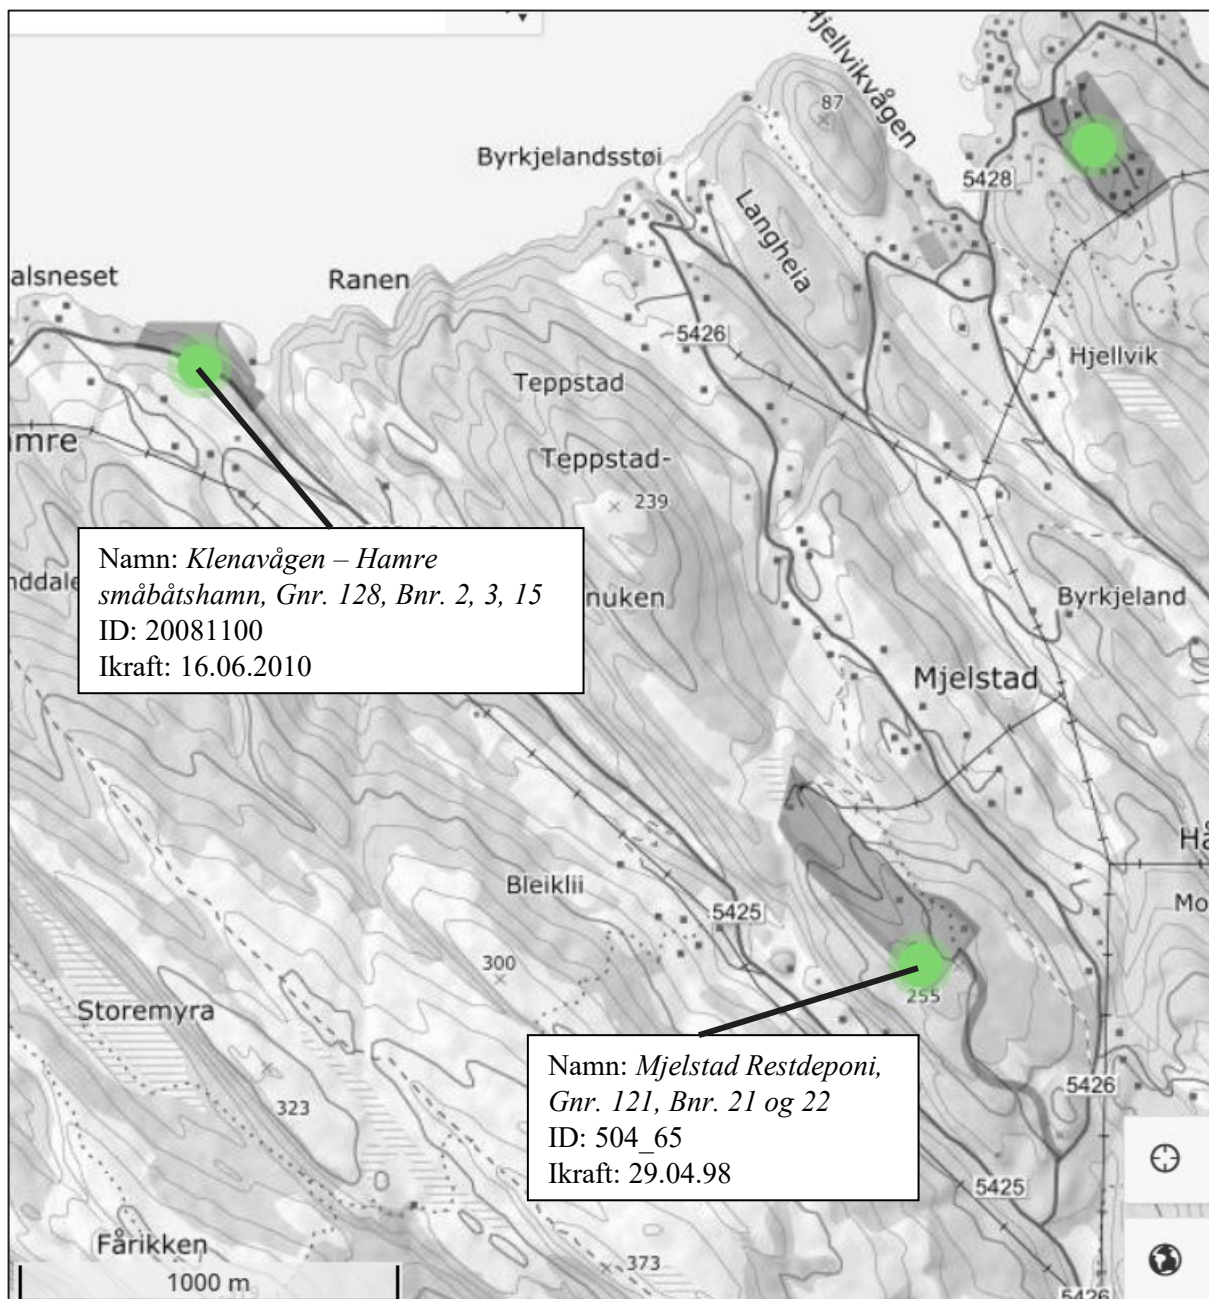 Hjellvikvågen
87
Byrkjelandsstøi
5428
Langheia
alsneset
Ranen
5426
Hjellvik
Teppstad
amre
Teppstad-
239
Namn: Klenavågen – Hamre
småbåtshamn, Gnr. 128, Bnr. 2, 3, 15
ID: 20081100
Ikraft: 16.06.2010
nddale
nuken
Byrkjeland
Mjelstad
Hå
Bleiklii
5425
Mo
300
255
Storemyra
Namn: Mjelstad Restdeponi,
Gnr. 121, Bnr. 21 og 22
ID: 504_65
Ikraft: 29.04.98
5426
323
5425
Fårikken
373
1000 m
5426